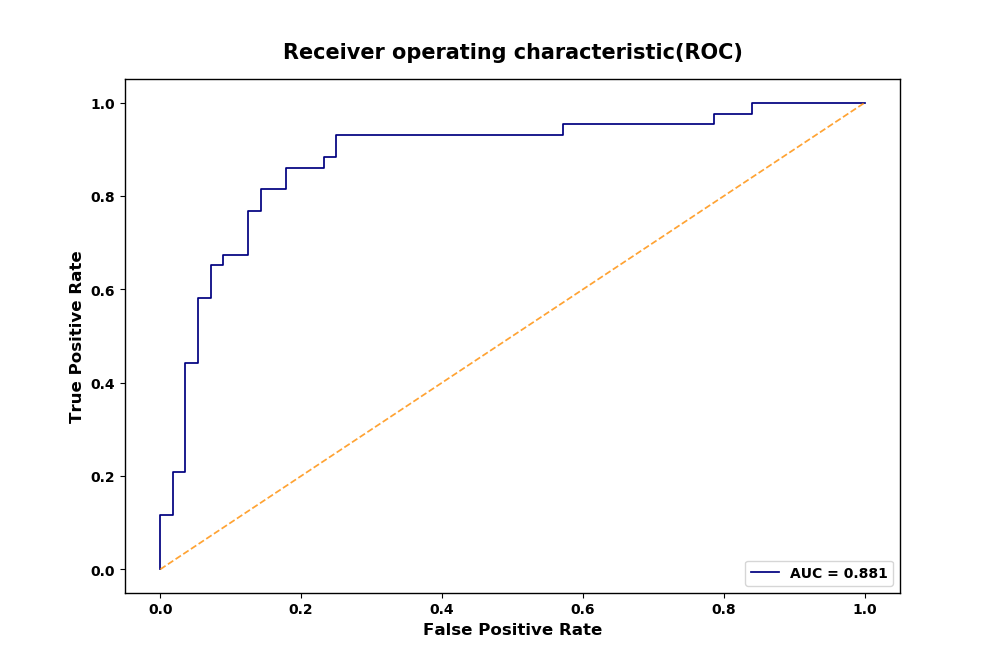 Receiver operating characteristic(ROC)
True Positive Rate
1.0
0.8
0.6
0.4
0.2
0.0
AUC = 0.881
0.0 0.2 0.4 0.6 0.8 1.0
False Positive Rate